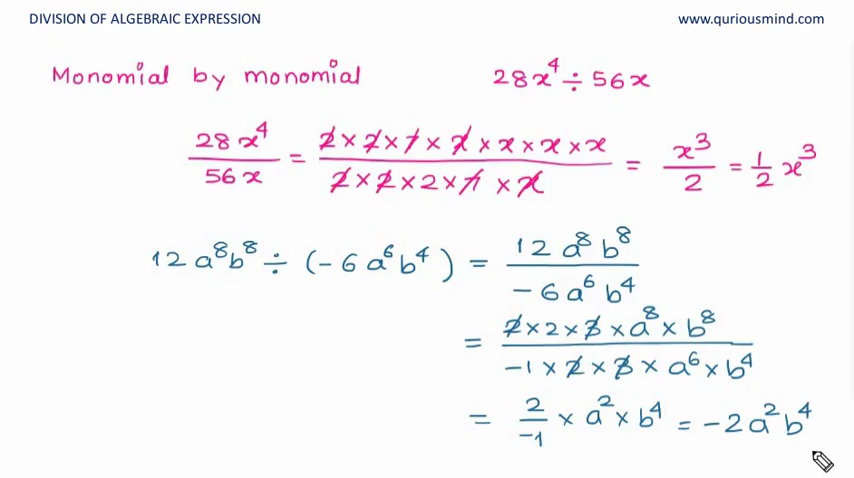 DIVISION OF ALGEBRAIC EXPRESSION www.quriousmind.com
Monomial by monomial 28x⁴ ÷ 56x
28x⁴/56x = 2×2×7×x×x×x×x / 2×2×2×7×x = x³/2 = 1/2 x³
12a⁸b⁸ ÷ (-6a⁶b⁴) = 12a⁸b⁸ / -6a⁶b⁴
= 2×2×3×a⁸×b⁸ / -1×2×3×a⁶×b⁴
= 2/-1 × a² × b⁴ = -2a²b⁴